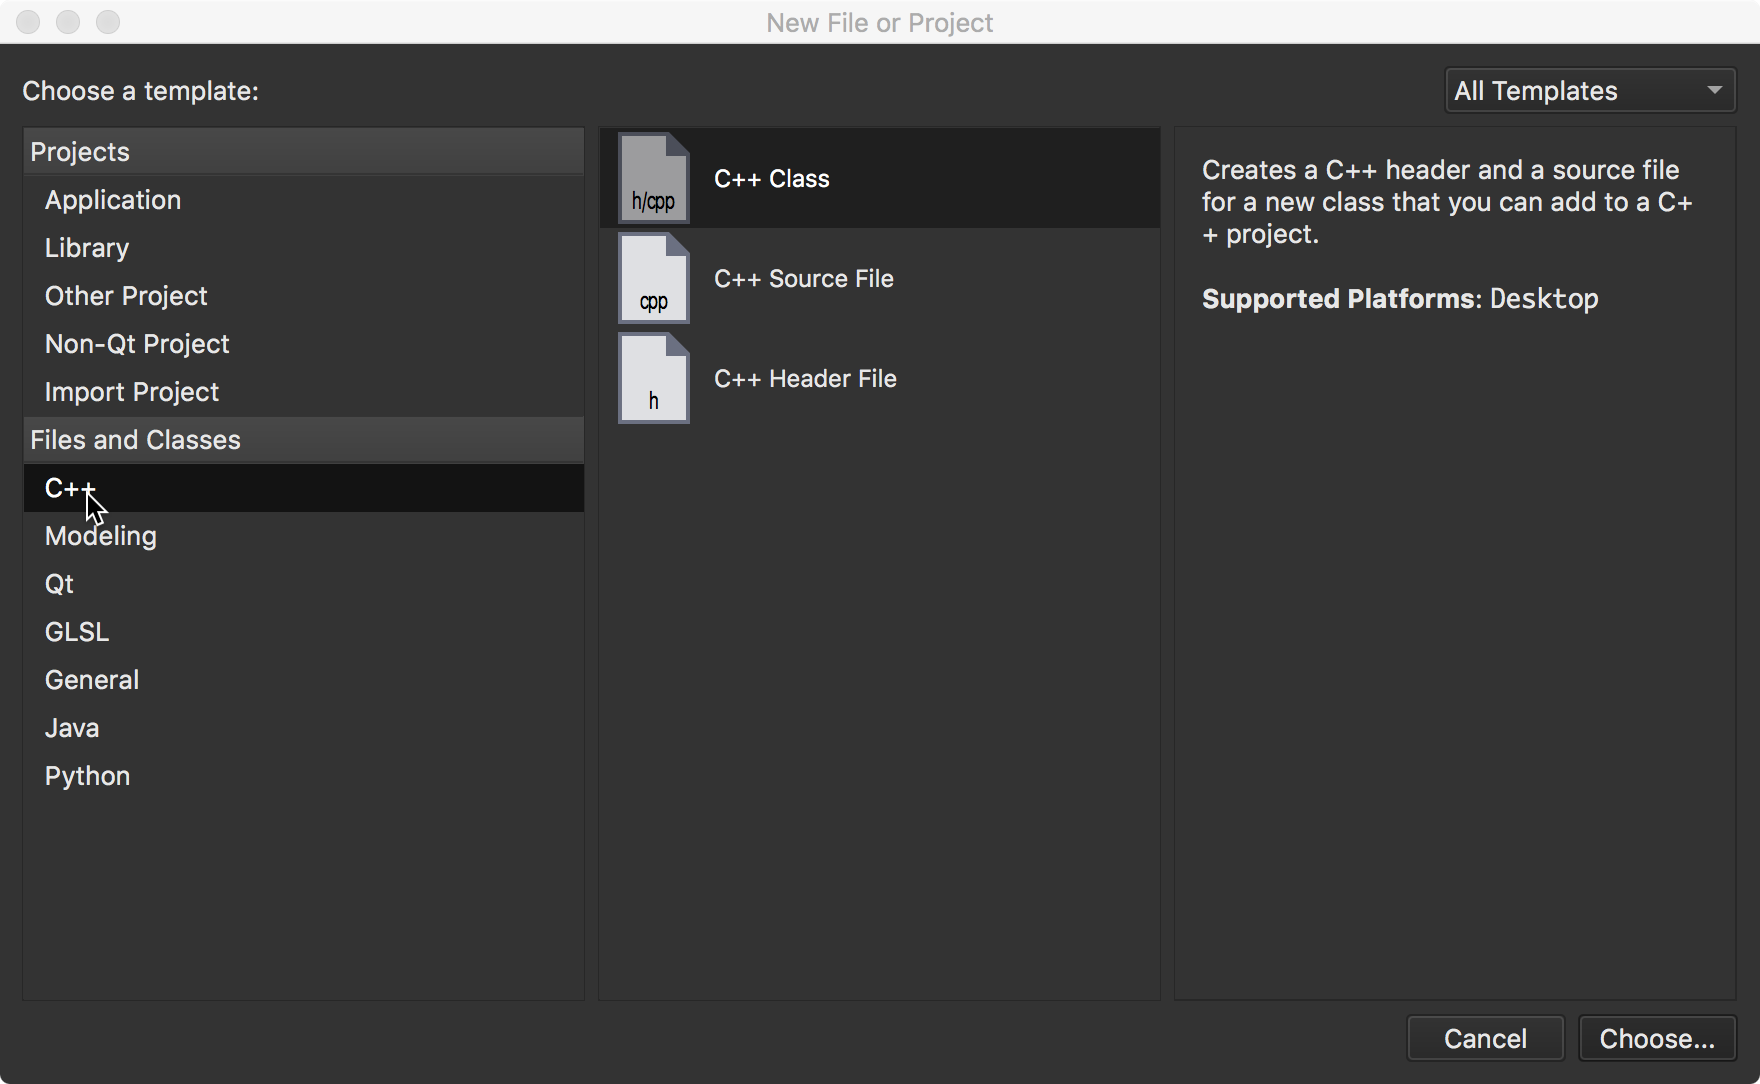 New File or Project
Choose a template:
All Templates
Projects
Application
Library
Other Project
Non-Qt Project
Import Project
Files and Classes
C++
Modeling
Qt
GLSL
General
Java
Python
h/cpp
C++ Class
cpp
C++ Source File
h
C++ Header File
Creates a C++ header and a source file
for a new class that you can add to a C+
+ project.
Supported Platforms: Desktop
Cancel
Choose...